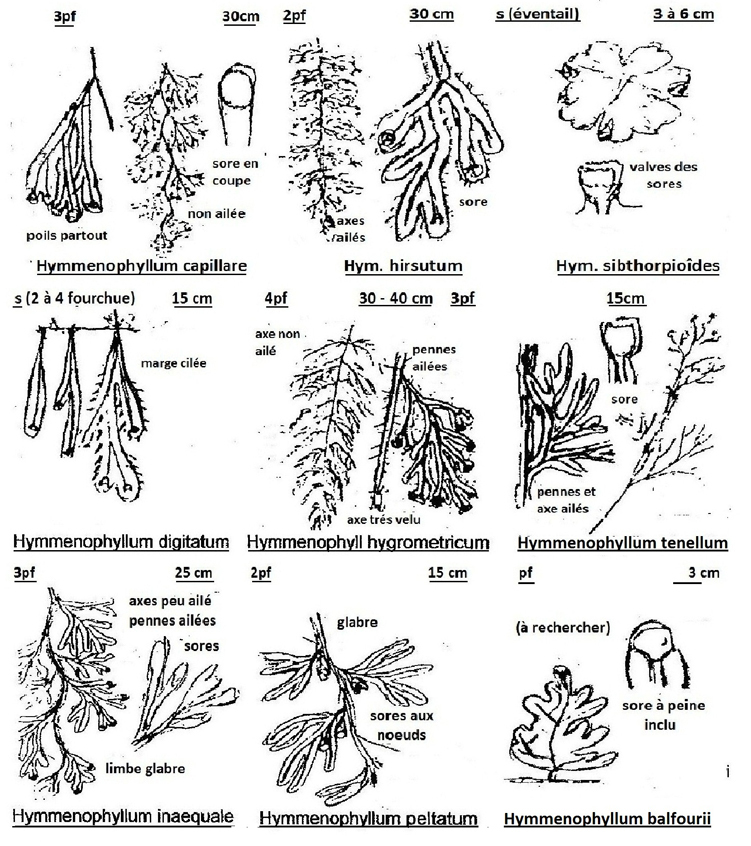 3pf 30cm 2pf 30 cm s (éventail) 3 à 6 cm
sore en
coupe
non ailée
poils partout
axes
ailés
sore
valves des
sores
Hymmenophyllum capillare Hym. hirsutum Hym. sibthorpioîdes
s (2 à 4 fourchue) 15 cm 4pf 30 - 40 cm 3pf 15cm
marge cilée
axe non
ailé
pennes
ailées
axe trés velu
sore
pennes et
axe ailés
Hymmenophyllum digitatum Hymmenophyll hygrometricum Hymmenophyllum tenellum
3pf 25 cm 2pf 15 cm pf 3 cm
axes peu ailé
pennes ailées
sores
limbe glabre
glabre
sores aux
noeuds
(à rechercher)
sore à peine
inclu
i
Hymmenophyllum inaequale Hymmenophyllum peltatum Hymmenophyllum balfourii